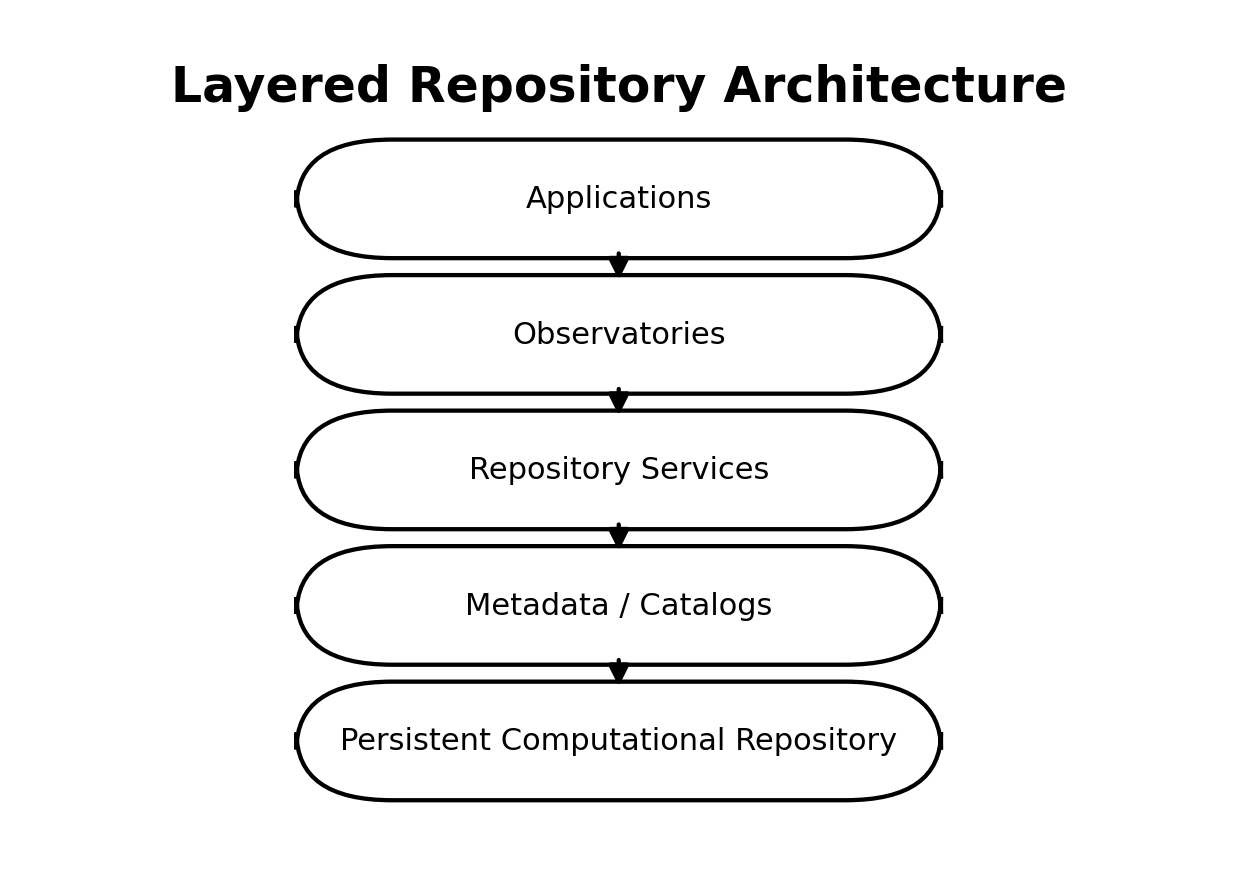 Layered Repository Architecture
Applications
Observatories
Repository Services
Metadata / Catalogs
Persistent Computational Repository